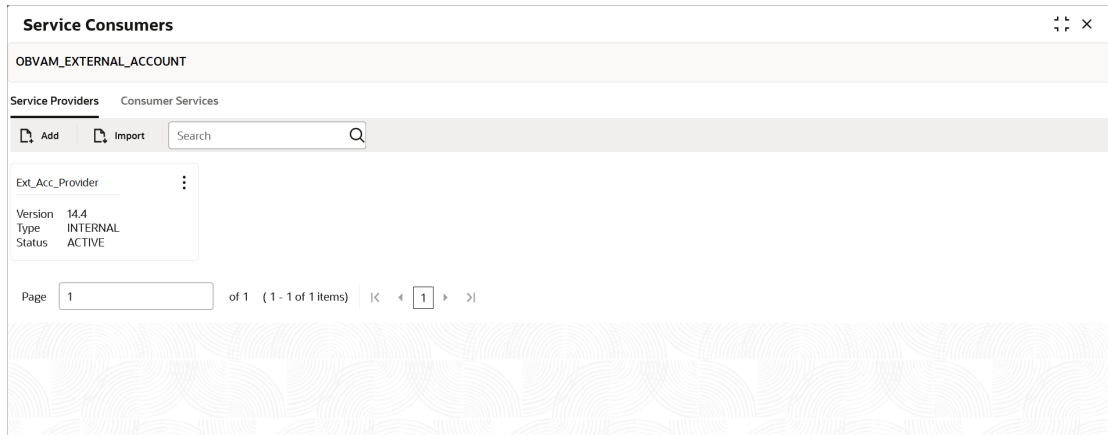 Service Consumers
OBVAM_EXTERNAL_ACCOUNT
Service Providers Consumer Services
Add Import Search
Ext_Acc_Provider
Version 14.4
Type INTERNAL
Status ACTIVE
Page 1 of 1 ( 1 - 1 of 1 items) 1